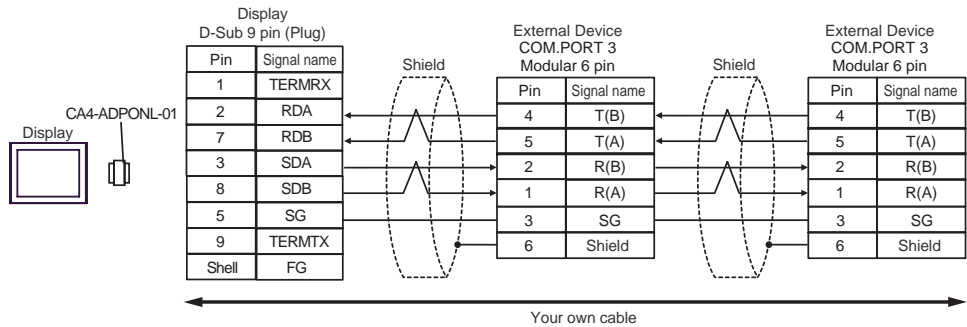 Display
D-Sub 9 pin (Plug)
Pin Signal name
1 TERMRX
2 RDA
7 RDB
3 SDA
8 SDB
5 SG
9 TERMTX
Shell FG
CA4-ADPONL-01
Display
Shield
External Device
COM.PORT 3
Modular 6 pin
Pin Signal name
4 T(B)
5 T(A)
2 R(B)
1 R(A)
3 SG
6 Shield
Shield
External Device
COM.PORT 3
Modular 6 pin
Pin Signal name
4 T(B)
5 T(A)
2 R(B)
1 R(A)
3 SG
6 Shield
Your own cable